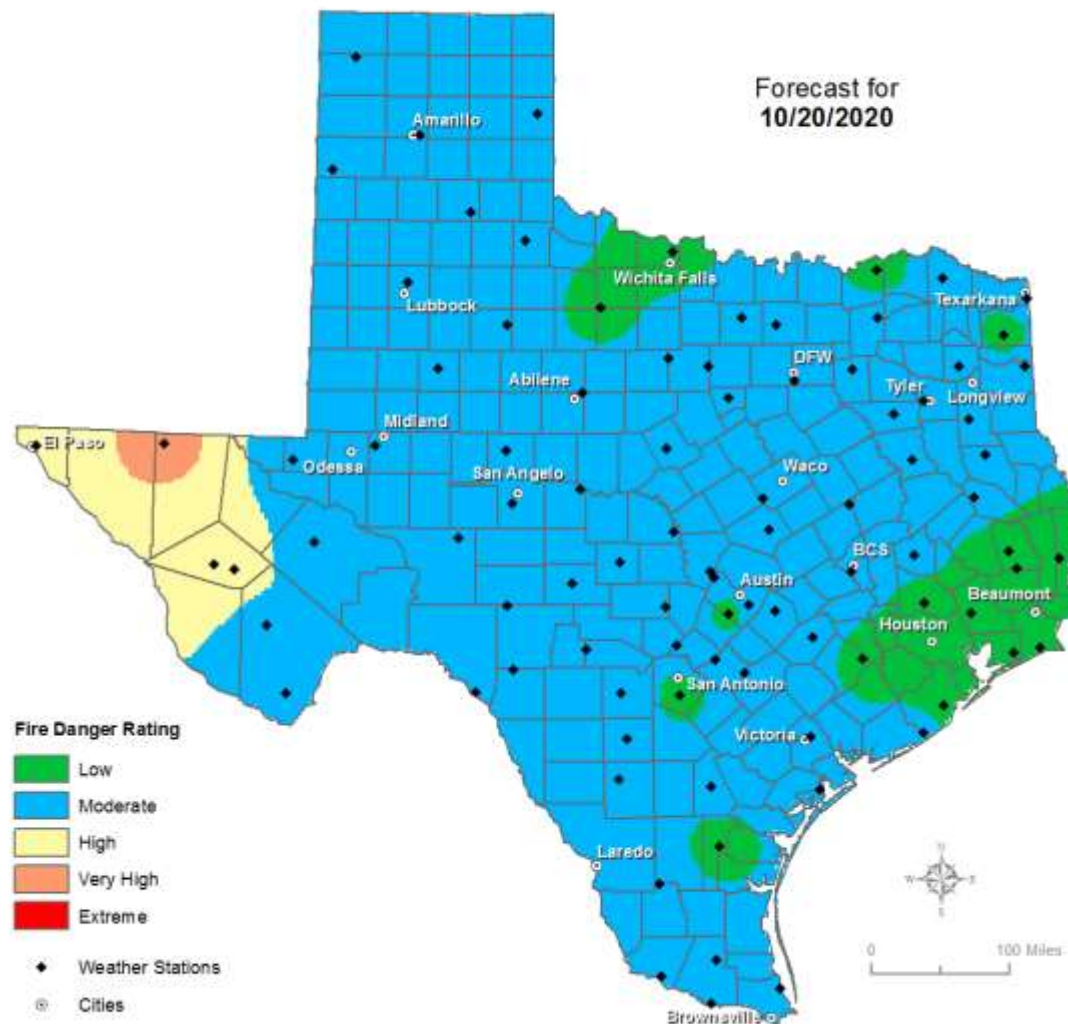 Forecast for
10/20/2020
Amarillo
Wichita Falls
Lubbock
Texarkana
DFW
Abilene
Tyler
Longview
Midland
El Paso
Odessa
San Angelo
Waco
BCS
Austin
Beaumont
Houston
San Antonio
Victoria
Fire Danger Rating
Low
Moderate
High
Very High
Extreme
Laredo
N
W
E
S
0
100 Miles
Weather Stations
Cities
Brownsville